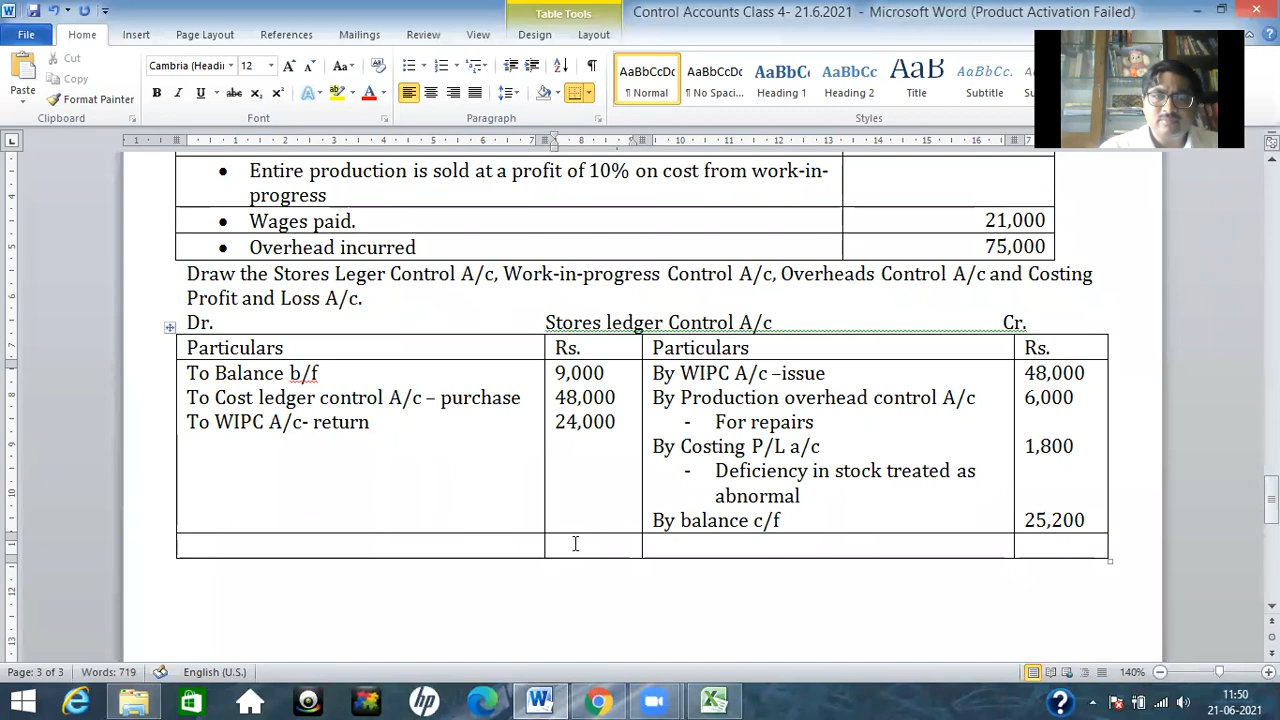 Table Tools
Control Accounts Class 4- 21.6.2021 - Microsoft Word (Product Activation Failed)
File Home Insert Page Layout References Mailings Review View Design Layout
Cut
Copy
Format Painter
Paste
Clipboard
Cambria (Headi 12
Font
Paragraph
AaBbCcDc AaBbCcDc AaBbC AaBbCc AaB AaBbCcL AaBbCcDc
¶ Normal ¶ No Spaci... Heading 1 Heading 2 Title Subtitle
Styles
• Entire production is sold at a profit of 10% on cost from work-in-
progress
• Wages paid. 21,000
• Overhead incurred 75,000
Draw the Stores Leger Control A/c, Work-in-progress Control A/c, Overheads Control A/c and Costing
Profit and Loss A/c.
Dr. Stores ledger Control A/c Cr.
Particulars Rs. Particulars Rs.
To Balance b/f 9,000 By WIPC A/c –issue 48,000
To Cost ledger control A/c – purchase 48,000 By Production overhead control A/c 6,000
To WIPC A/c- return 24,000 - For repairs
By Costing P/L a/c 1,800
- Deficiency in stock treated as
abnormal
By balance c/f 25,200
Page: 3 of 3 Words: 719 English (U.S.) 140%
11:50
21-06-2021